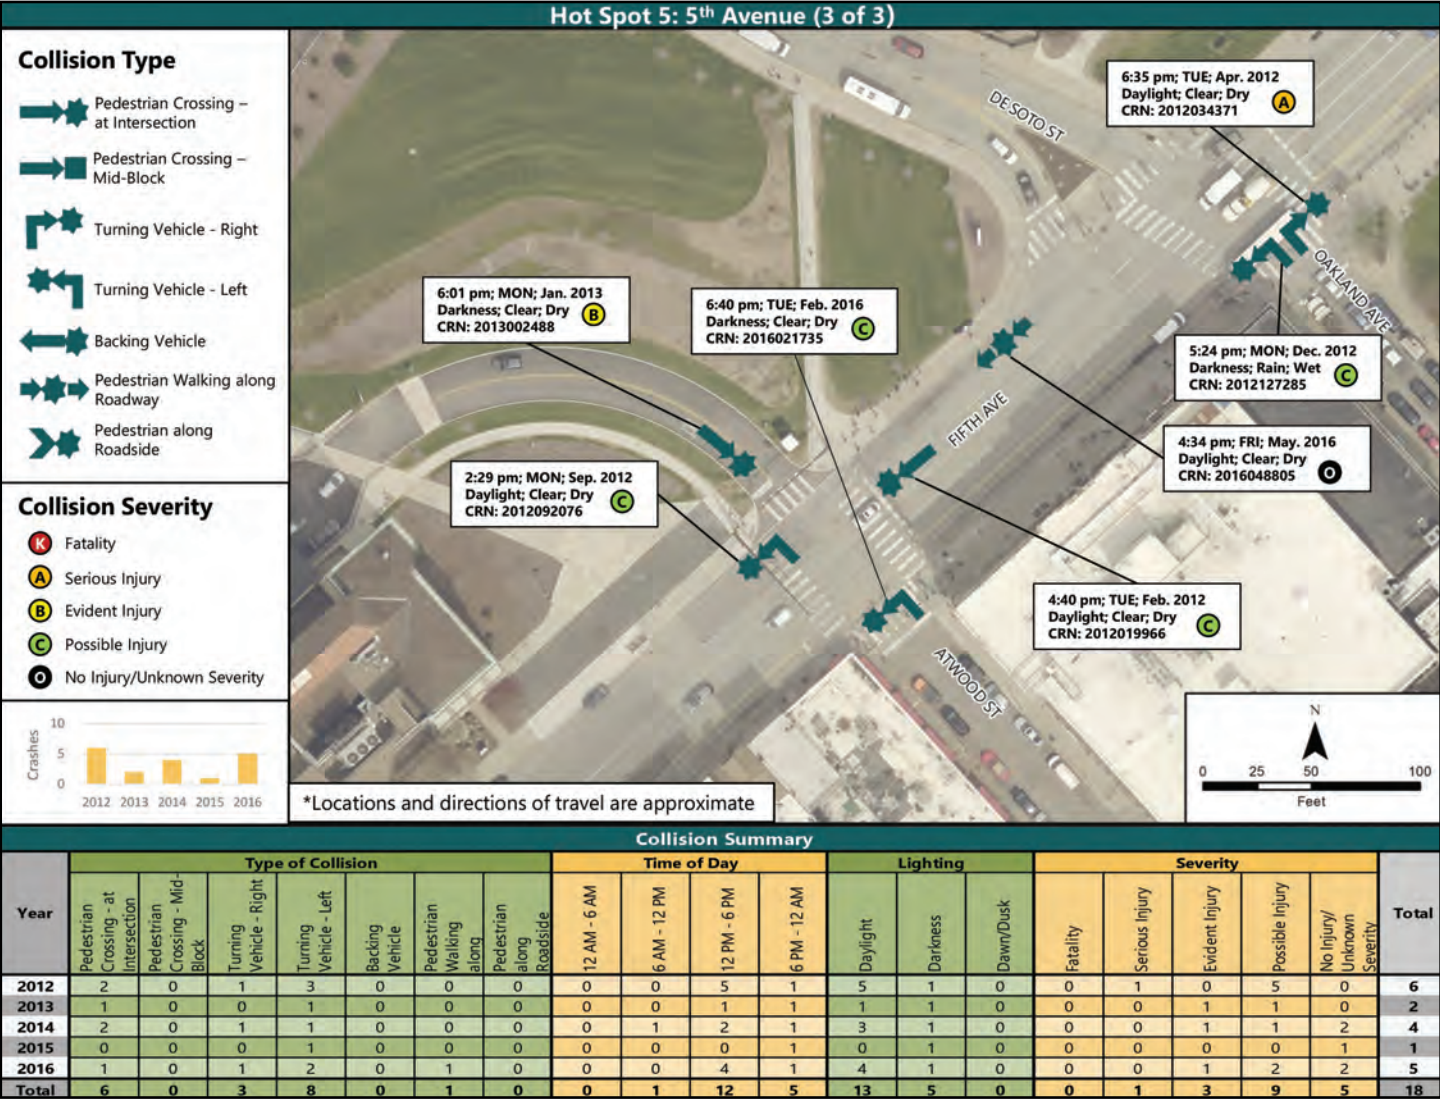 Hot Spot 5: 5th Avenue (3 of 3)
Collision Type
Pedestrian Crossing –
at Intersection
Pedestrian Crossing –
Mid-Block
Turning Vehicle - Right
Turning Vehicle - Left
Backing Vehicle
Pedestrian Walking along
Roadway
Pedestrian along
Roadside
Collision Severity
K Fatality
A Serious Injury
B Evident Injury
C Possible Injury
O No Injury/Unknown Severity
Crashes
10
5
0
2012 2013 2014 2015 2016
DE SOTO ST
6:35 pm; TUE; Apr. 2012
Daylight; Clear; Dry
CRN: 2012034371
A
OAKLAND AVE
6:01 pm; MON; Jan. 2013
Darkness; Clear; Dry
CRN: 2013002488
B
6:40 pm; TUE; Feb. 2016
Darkness; Clear; Dry
CRN: 2016021735
C
5:24 pm; MON; Dec. 2012
Darkness; Rain; Wet
CRN: 2012127285
C
FIFTH AVE
4:34 pm; FRI; May. 2016
Daylight; Clear; Dry
CRN: 2016048805
O
2:29 pm; MON; Sep. 2012
Daylight; Clear; Dry
CRN: 2012092076
C
4:40 pm; TUE; Feb. 2012
Daylight; Clear; Dry
CRN: 2012019966
C
ATWOOD ST
N
0 25 50 100
Feet
*Locations and directions of travel are approximate
Collision Summary
Year Type of Collision Time of Day Lighting Severity Total
Pedestrian Crossing - at Intersection
Pedestrian Crossing - Mid-Block
Turning Vehicle - Right
Turning Vehicle - Left
Backing Vehicle
Pedestrian Walking along
Pedestrian along Roadside
12 AM - 6 AM
6 AM - 12 PM
12 PM - 6 PM
6 PM - 12 AM
Daylight
Darkness
Dawn/Dusk
Fatality
Serious Injury
Evident Injury
Possible Injury
No Injury/ Unknown Severity
2012 2 0 1 3 0 0 0 0 0 5 1 5 1 0 0 1 0 5 0 6
2013 1 0 0 1 0 0 0 0 0 1 1 1 1 0 0 0 1 1 0 2
2014 2 0 1 1 0 0 0 0 1 2 1 3 1 0 0 0 1 1 2 4
2015 0 0 0 1 0 0 0 0 0 0 1 0 1 0 0 0 0 0 1 1
2016 1 0 1 2 0 1 0 0 0 4 1 4 1 0 0 0 1 2 2 5
Total 6 0 3 8 0 1 0 0 1 12 5 13 5 0 0 1 3 9 5 18